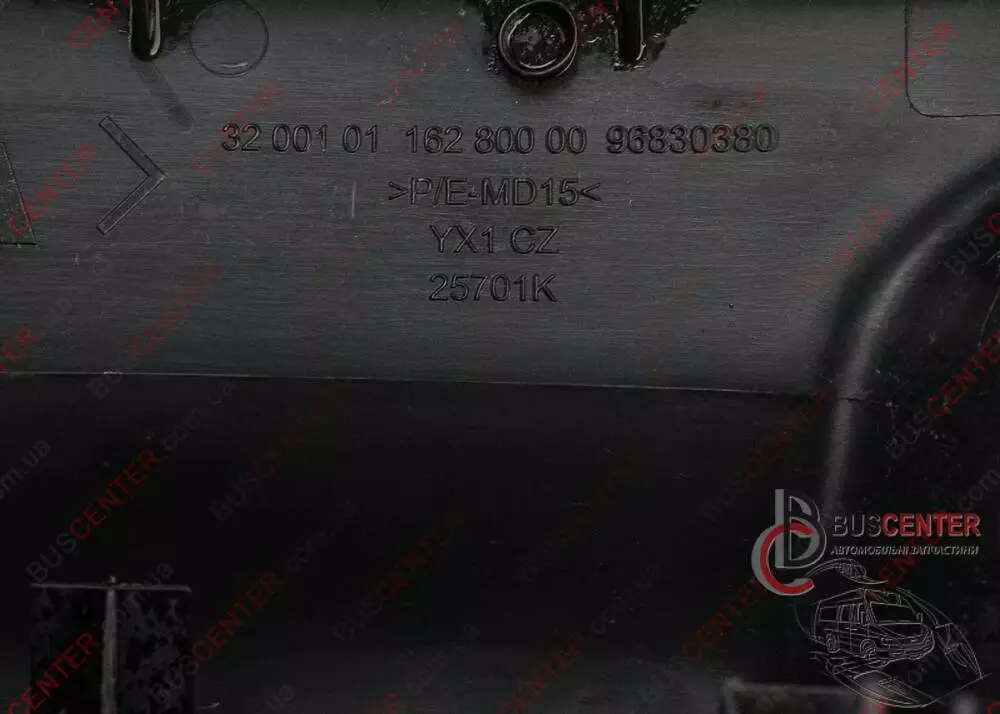 32 001 01 162 800 00 96830380
>P/E-MD15<
YX1 CZ
25701K
BUSCENTER
АВТОМОБІЛЬНІ ЗАПЧАСТИНИ